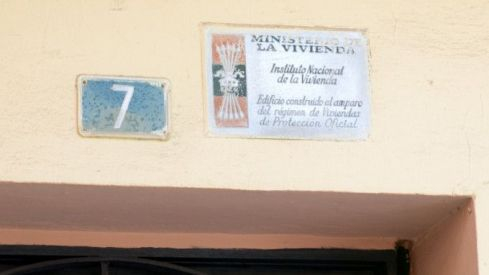 7
MINISTERIO DE
LA VIVIENDA
Instituto Nacional
de la Vivienda
Edificio construido al amparo
del régimen de Viviendas
de Protección Oficial